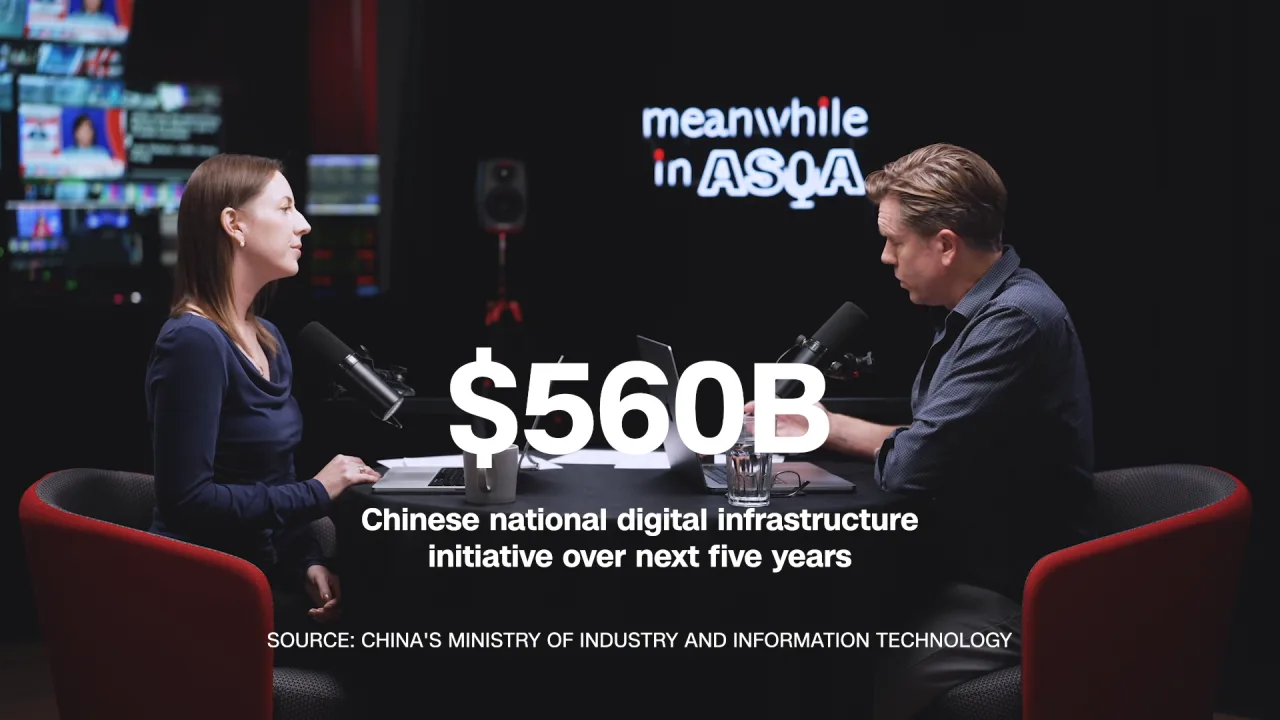 meanwhile
in ASIA
$560B
Chinese national digital infrastructure
initiative over next five years
SOURCE: CHINA'S MINISTRY OF INDUSTRY AND INFORMATION TECHNOLOGY